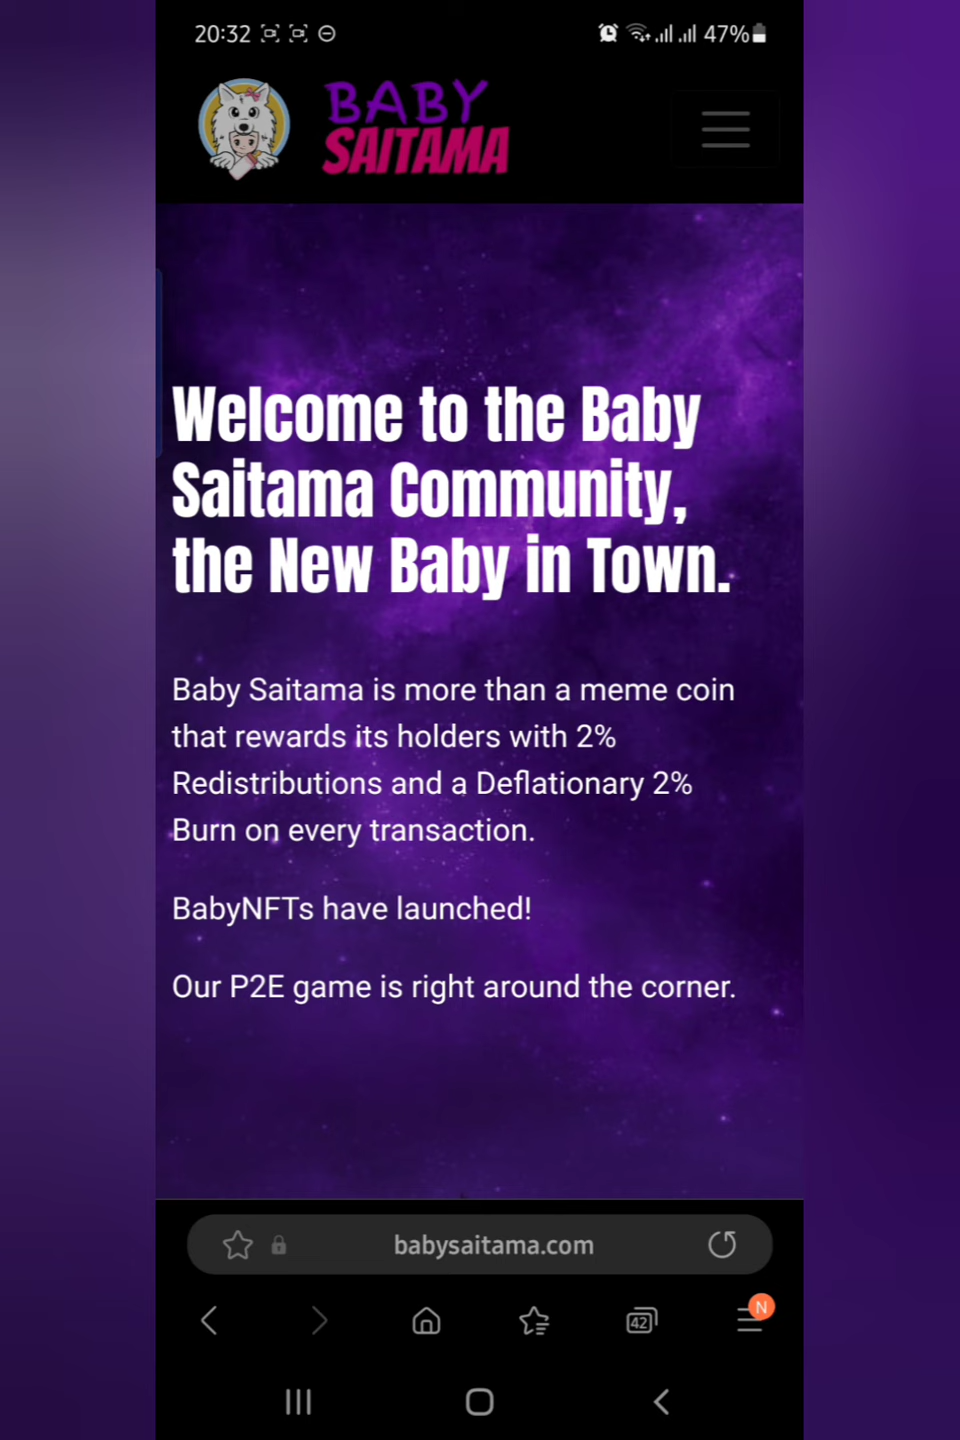 20:32
47%
BABY
SAITAMA
Welcome to the Baby
Saitama Community,
the New Baby in Town.
Baby Saitama is more than a meme coin
that rewards its holders with 2%
Redistributions and a Deflationary 2%
Burn on every transaction.
BabyNFTs have launched!
Our P2E game is right around the corner.
babysaitama.com
42
N